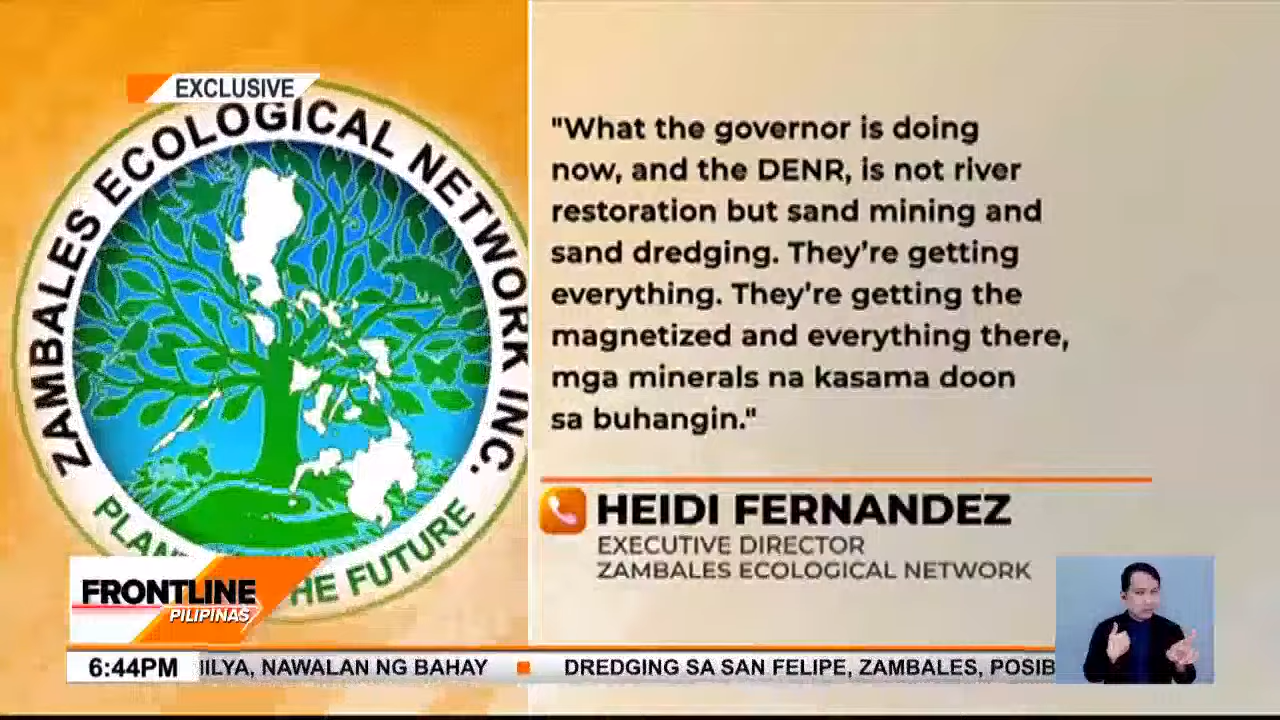 EXCLUSIVE
ZAMBALES ECOLOGICAL NETWORK INC.
THE FUTURE
"What the governor is doing
now, and the DENR, is not river
restoration but sand mining and
sand dredging. They're getting
everything. They're getting the
magnetized and everything there,
mga minerals na kasama doon
sa buhangin."
HEIDI FERNANDEZ
EXECUTIVE DIRECTOR
ZAMBALES ECOLOGICAL NETWORK
FRONTLINE
PILIPINAS
6:44PM
ILYA, NAWALAN NG BAHAY
DREDGING SA SAN FELIPE, ZAMBALES, POSIB